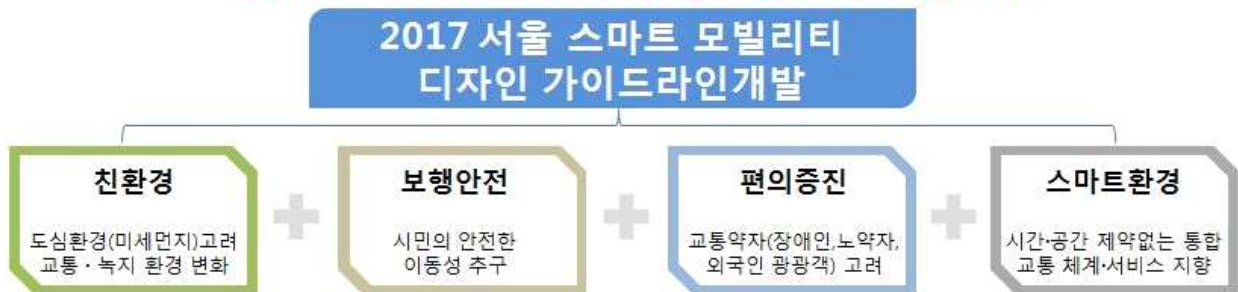 2017 서울 스마트 모빌리티
디자인 가이드라인개발
친환경
도심환경(미세먼지)고려
교통・녹지 환경 변화
보행안전
시민의 안전한
이동성 추구
편의증진
교통약자(장애인,노약자,
외국인 광광객) 고려
스마트환경
시간·공간 제약없는 통합
교통 체계·서비스 지향